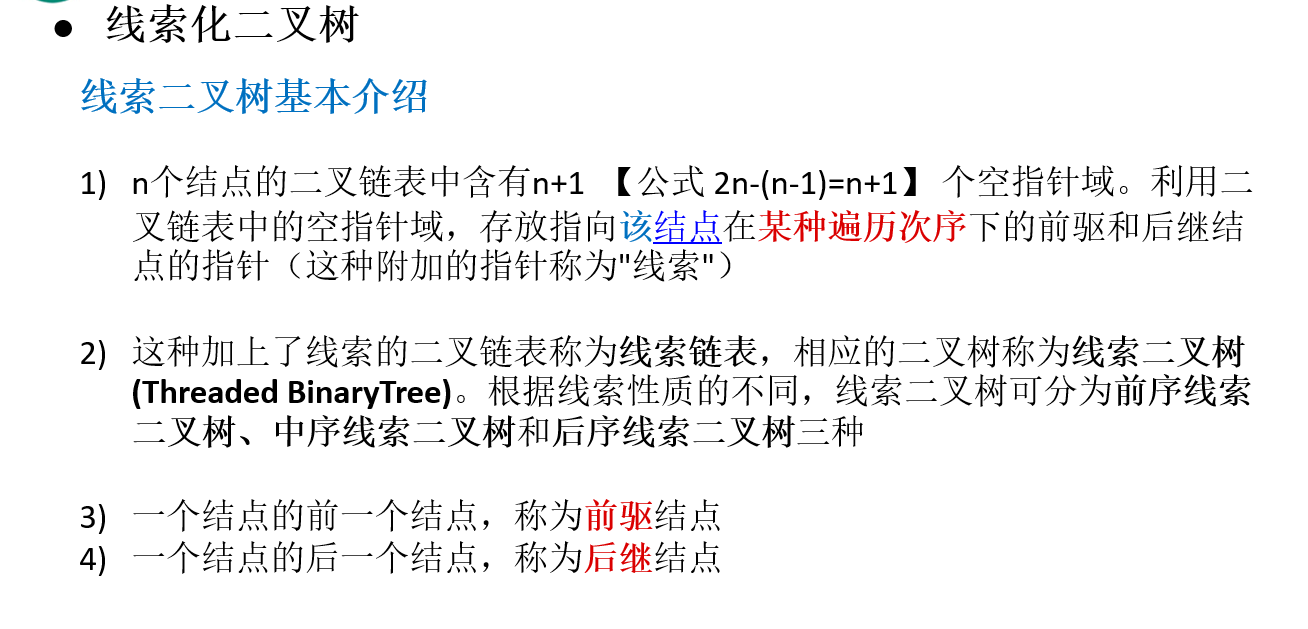 ● 线索化二叉树
线索二叉树基本介绍
1) n个结点的二叉链表中含有n+1 【公式 2n-(n-1)=n+1】 个空指针域。利用二
叉链表中的空指针域，存放指向该结点在某种遍历次序下的前驱和后继结
点的指针（这种附加的指针称为"线索"）
2) 这种加上了线索的二叉链表称为线索链表，相应的二叉树称为线索二叉树
(Threaded BinaryTree)。根据线索性质的不同，线索二叉树可分为前序线索
二叉树、中序线索二叉树和后序线索二叉树三种
3) 一个结点的前一个结点，称为前驱结点
4) 一个结点的后一个结点，称为后继结点